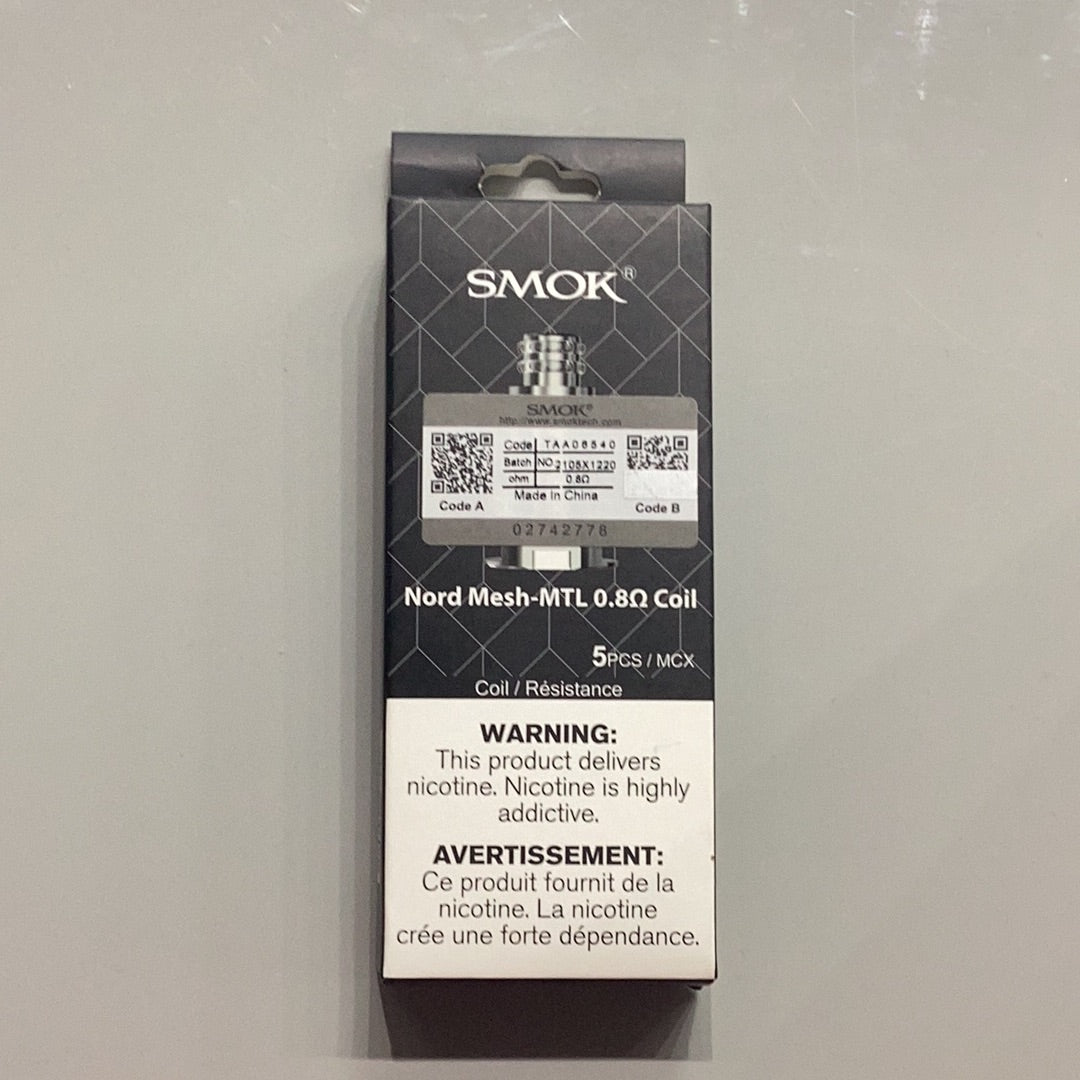 SMOK®
SMOK®
http://www.smoktech.com
Code TAA06540
Batch NO. 2105X1220
ohm 0.8Ω
Made in China
Code A
Code B
02742778
Nord Mesh-MTL 0.8Ω Coil
5PCS / MCX
Coil / Résistance
WARNING:
This product delivers
nicotine. Nicotine is highly
addictive.
AVERTISSEMENT:
Ce produit fournit de la
nicotine. La nicotine
crée une forte dépendance.